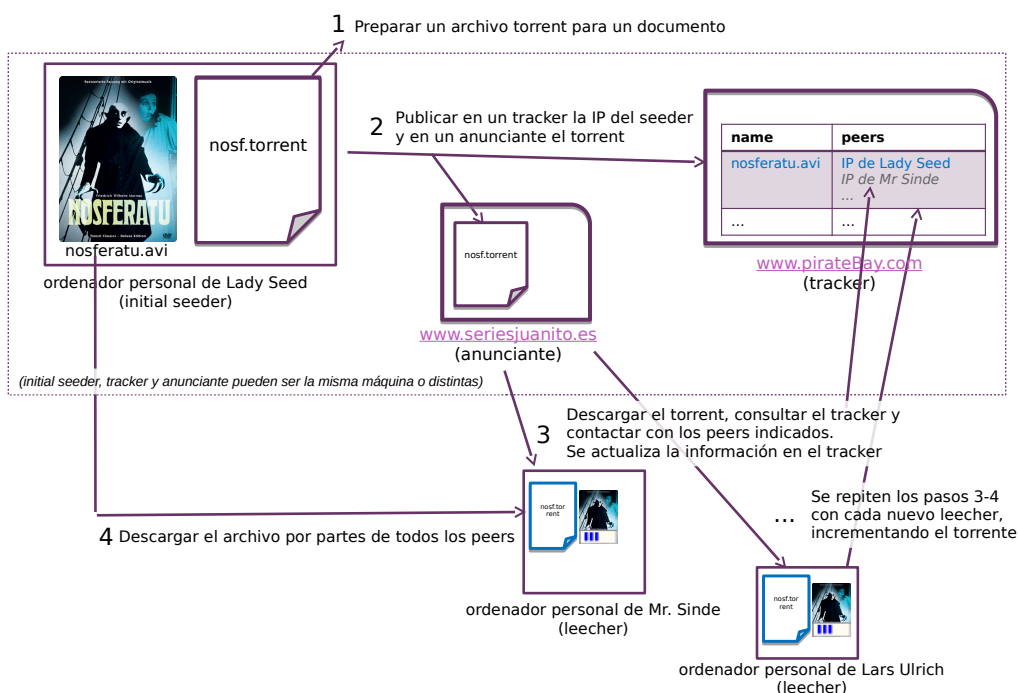 1 Preparar un archivo torrent para un documento
nosf.torrent
Friedrich Wilhelm Murnau
NOSFERATU
nosferatu.avi
ordenador personal de Lady Seed
(initial seeder)
2 Publicar en un tracker la IP del seeder
y en un anunciante el torrent
nosf.torrent
www.seriesjuanito.es
(anunciante)
name peers
nosferatu.avi IP de Lady Seed
IP de Mr Sinde
...
... ...
www.pirateBay.com
(tracker)
(initial seeder, tracker y anunciante pueden ser la misma máquina o distintas)
3 Descargar el torrent, consultar el tracker y
contactar con los peers indicados.
Se actualiza la información en el tracker
nosf.tor
rent
4 Descargar el archivo por partes de todos los peers
ordenador personal de Mr. Sinde
(leecher)
...
Se repiten los pasos 3-4
con cada nuevo leecher,
incrementando el torrente
nosf.tor
rent
ordenador personal de Lars Ulrich
(leecher)